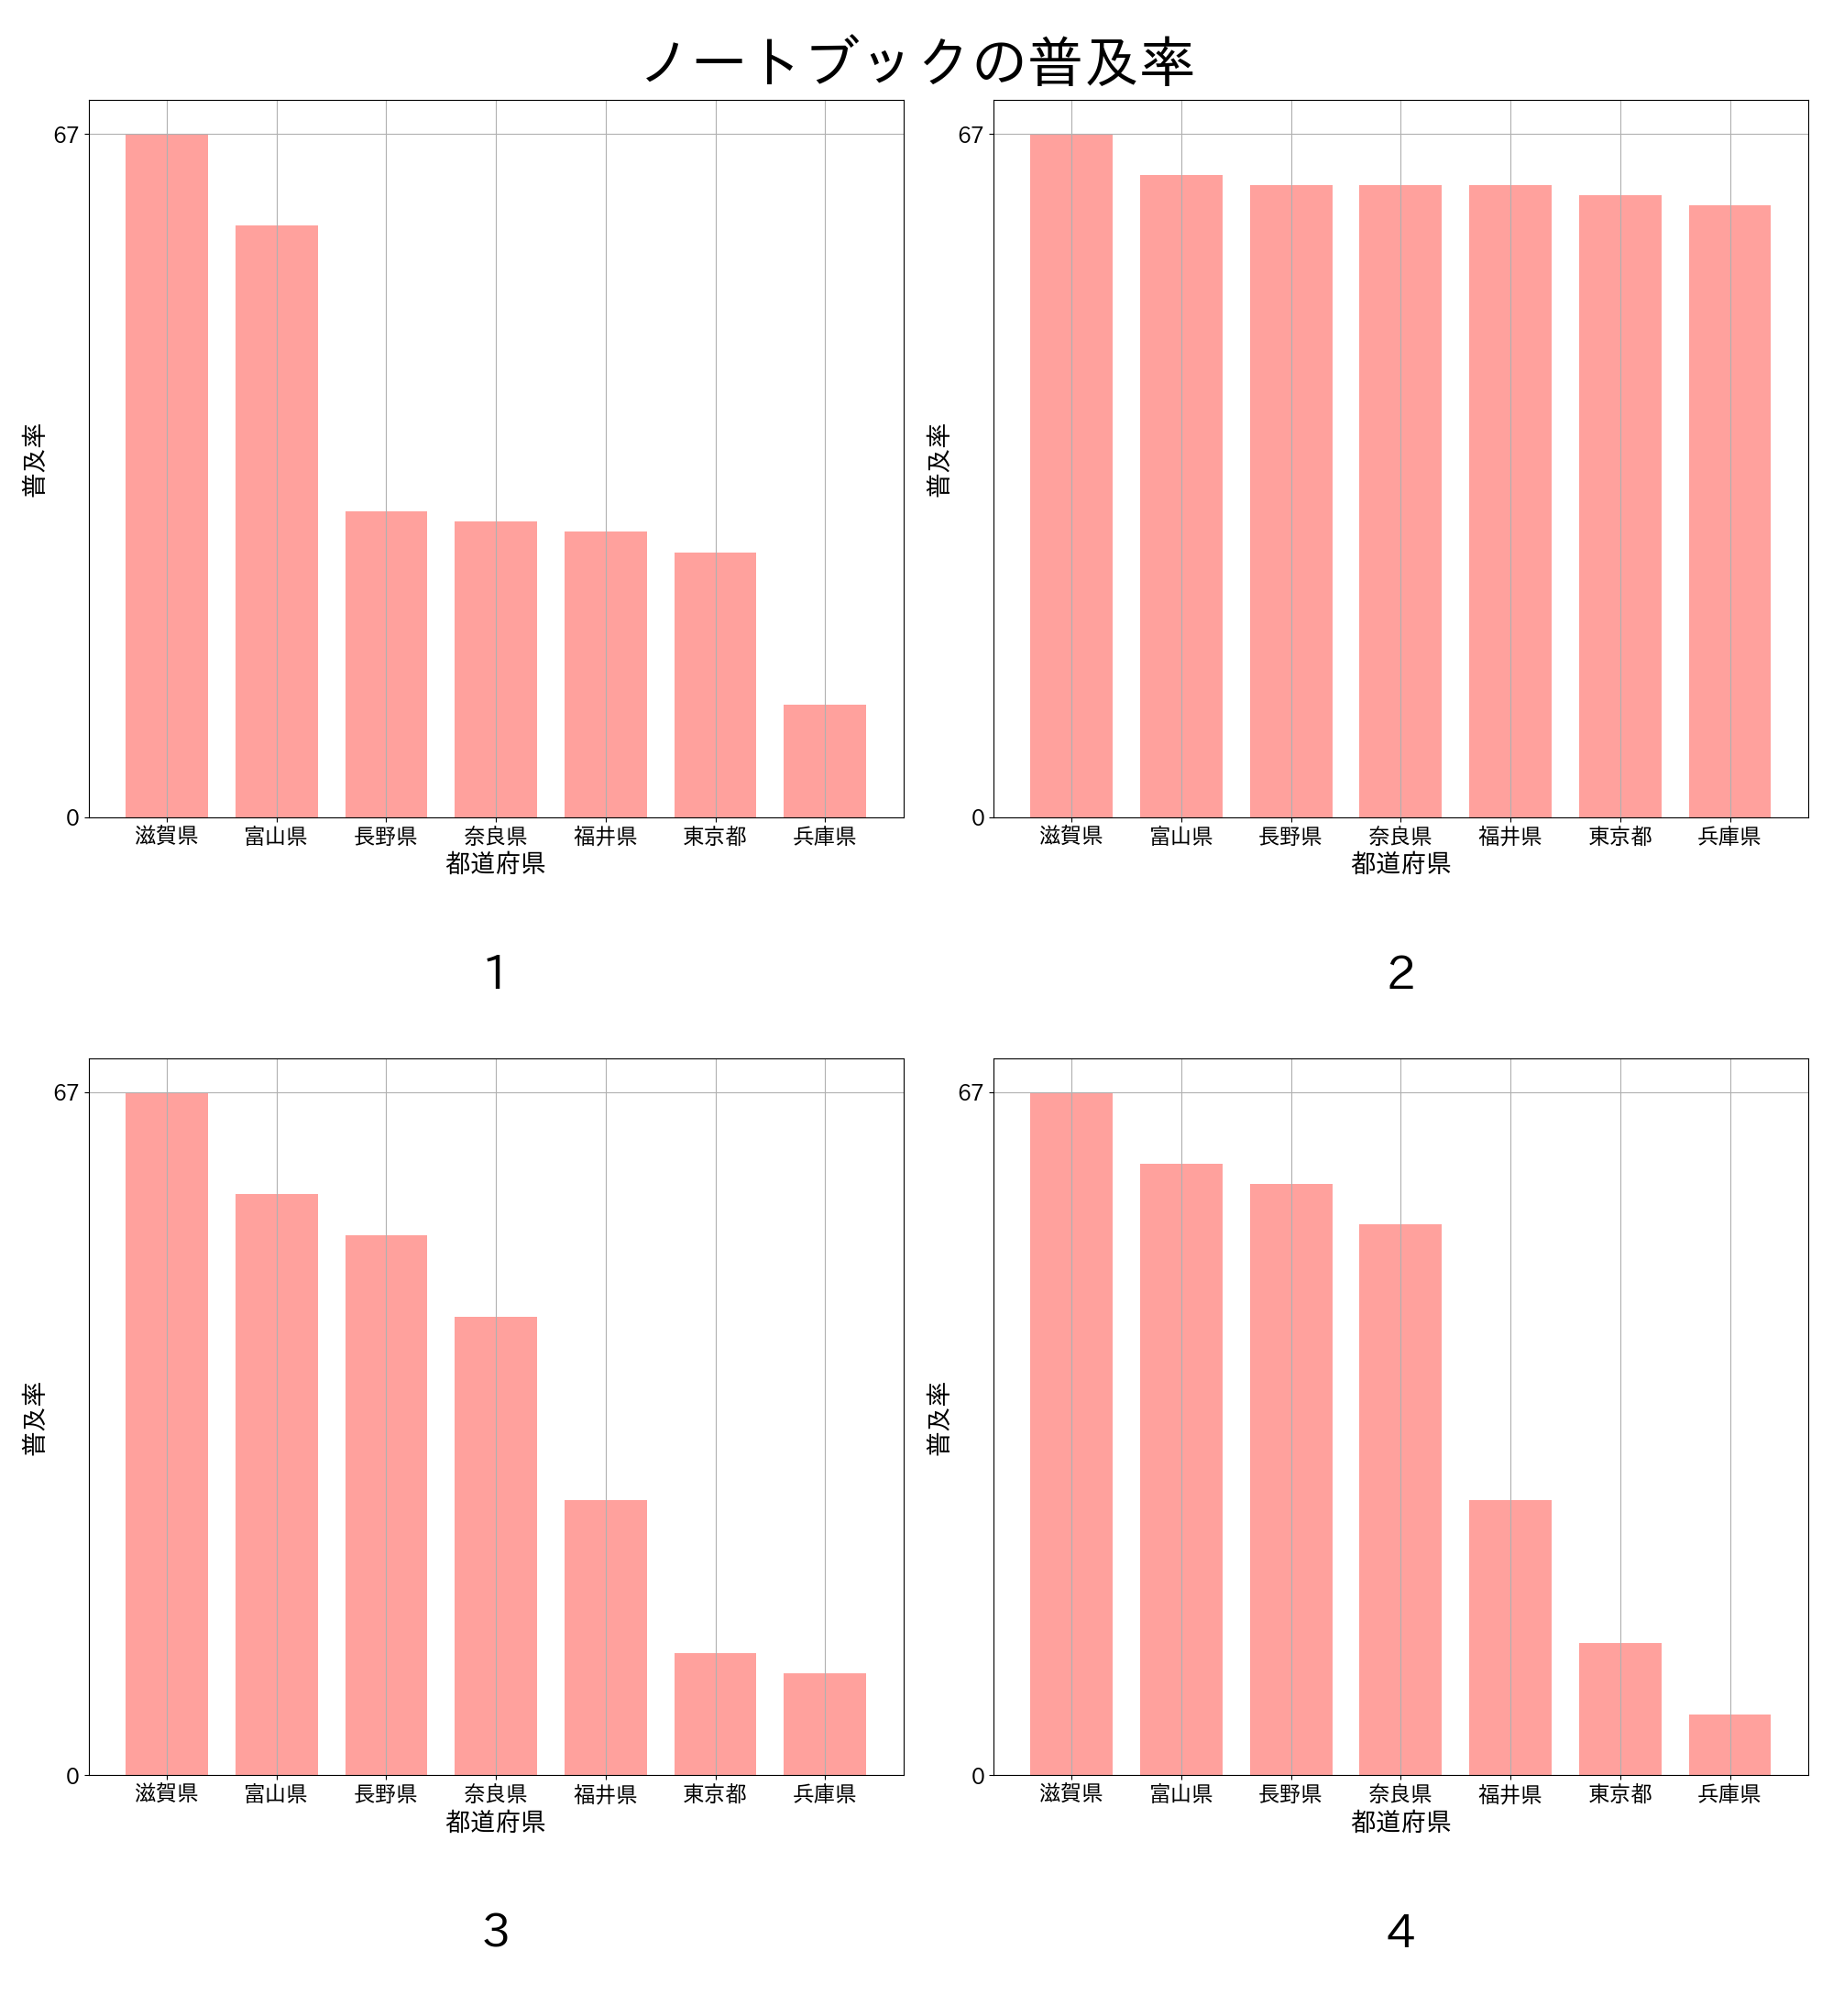 ノートブックの普及率
67
0
普及率
滋賀県 富山県 長野県 奈良県 福井県 東京都 兵庫県
都道府県
1
67
0
普及率
滋賀県 富山県 長野県 奈良県 福井県 東京都 兵庫県
都道府県
2
67
0
普及率
滋賀県 富山県 長野県 奈良県 福井県 東京都 兵庫県
都道府県
3
67
0
普及率
滋賀県 富山県 長野県 奈良県 福井県 東京都 兵庫県
都道府県
4